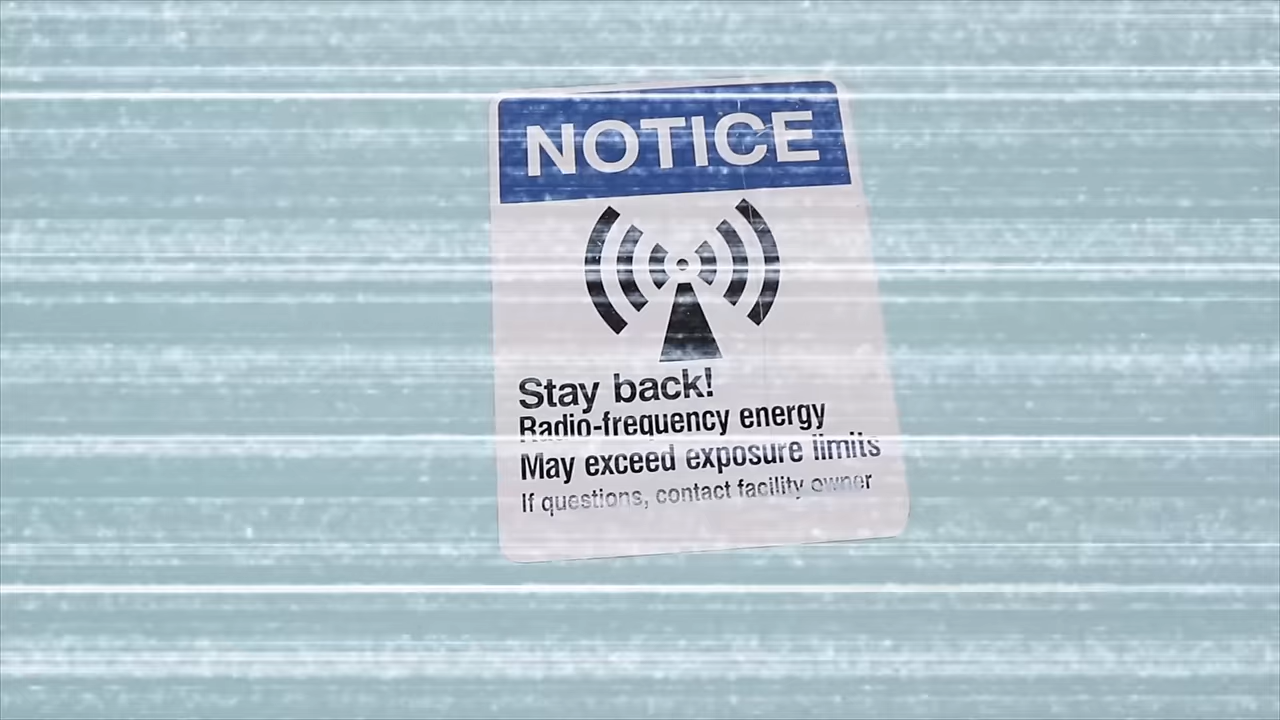 NOTICE
Stay back!
Radio-frequency energy
May exceed exposure limits
If questions, contact facility owner